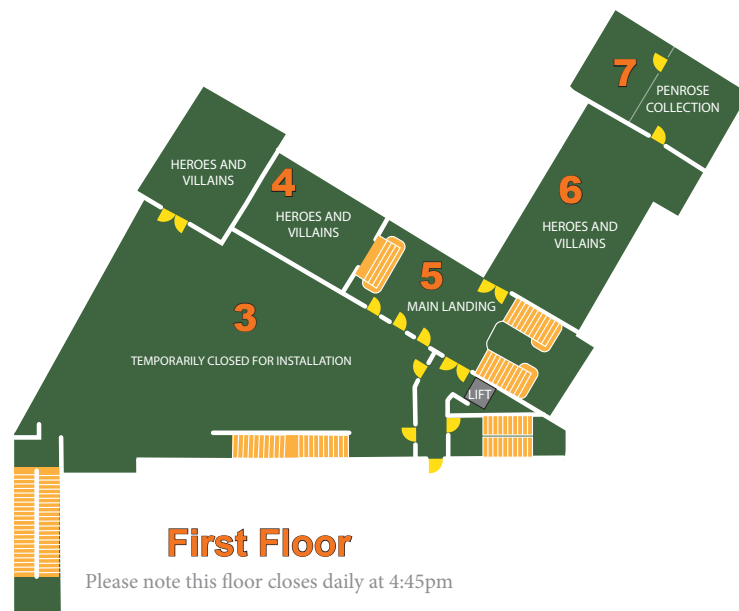 7
PENROSE
COLLECTION
HEROES AND
VILLAINS
4
HEROES AND
VILLAINS
6
HEROES AND
VILLAINS
5
MAIN LANDING
3
TEMPORARILY CLOSED FOR INSTALLATION
LIFT
First Floor
Please note this floor closes daily at 4:45pm